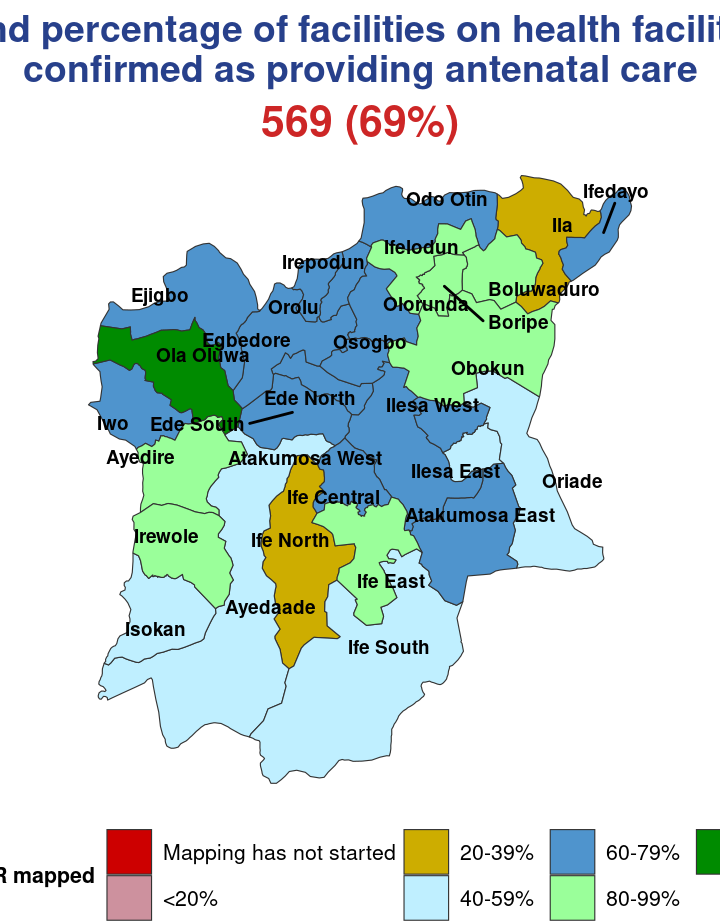 nd percentage of facilities on health facilit
confirmed as providing antenatal care
569 (69%)
Odo Otin
Ifedayo
Ila
Ifelodun
Irepodun
Boluwaduro
Ejigbo
Orolu
Olorunda
Boripe
Egbedore
Osogbo
Ola Oluwa
Obokun
Ede North
Ilesa West
Iwo
Ede South
Ayedire
Atakumosa West
Ilesa East
Oriade
Ife Central
Atakumosa East
Irewole
Ife North
Ife East
Ayedaade
Isokan
Ife South
R mapped
Mapping has not started
20-39%
60-79%
<20%
40-59%
80-99%